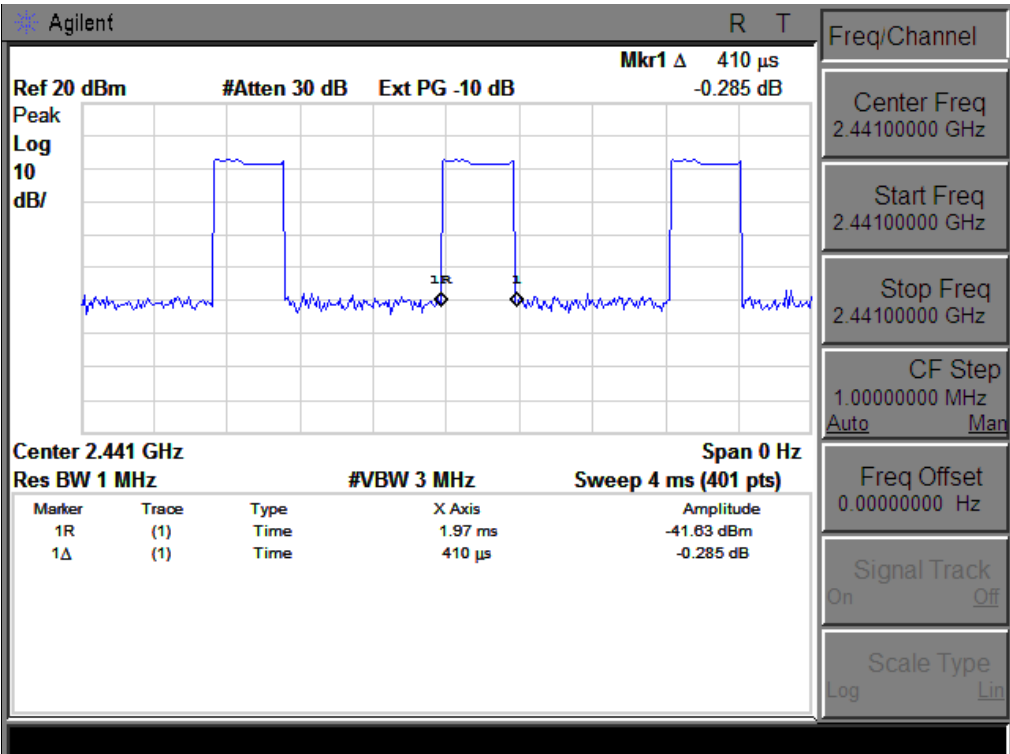 Agilent
R T
Mkr1 Δ 410 μs
Ref 20 dBm #Atten 30 dB Ext PG -10 dB -0.285 dB
Peak
Log
10
dB/
1R 1
Center 2.441 GHz Span 0 Hz
Res BW 1 MHz #VBW 3 MHz Sweep 4 ms (401 pts)
Marker Trace Type X Axis Amplitude
1R (1) Time 1.97 ms -41.63 dBm
1Δ (1) Time 410 μs -0.285 dB
Freq/Channel
Center Freq
2.44100000 GHz
Start Freq
2.44100000 GHz
Stop Freq
2.44100000 GHz
CF Step
1.00000000 MHz
Auto Man
Freq Offset
0.00000000 Hz
Signal Track
On Off
Scale Type
Log Lin